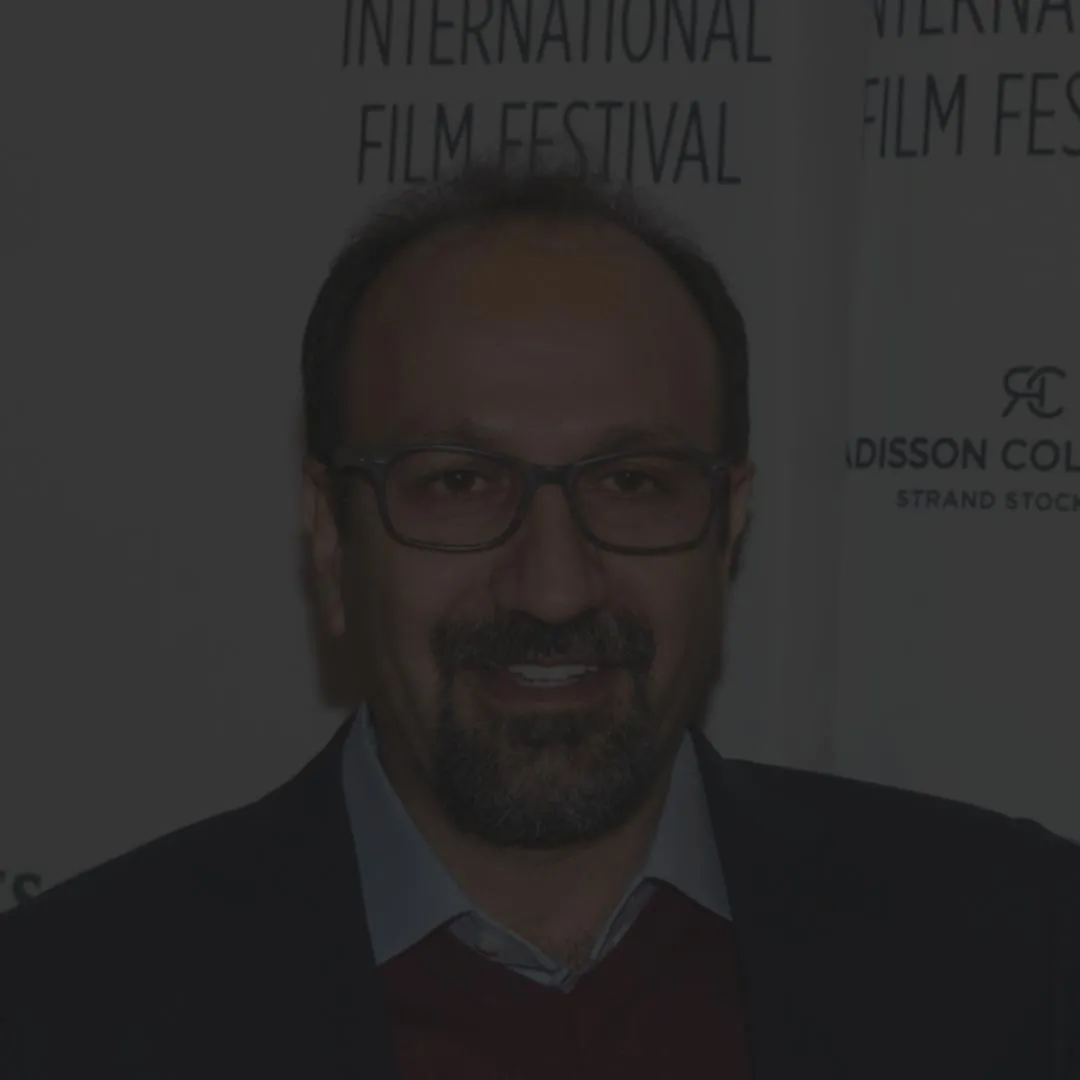 INTERNATIONAL
FILM FESTIVAL
FILM FES
ADISSON COL
STRAND STOCK